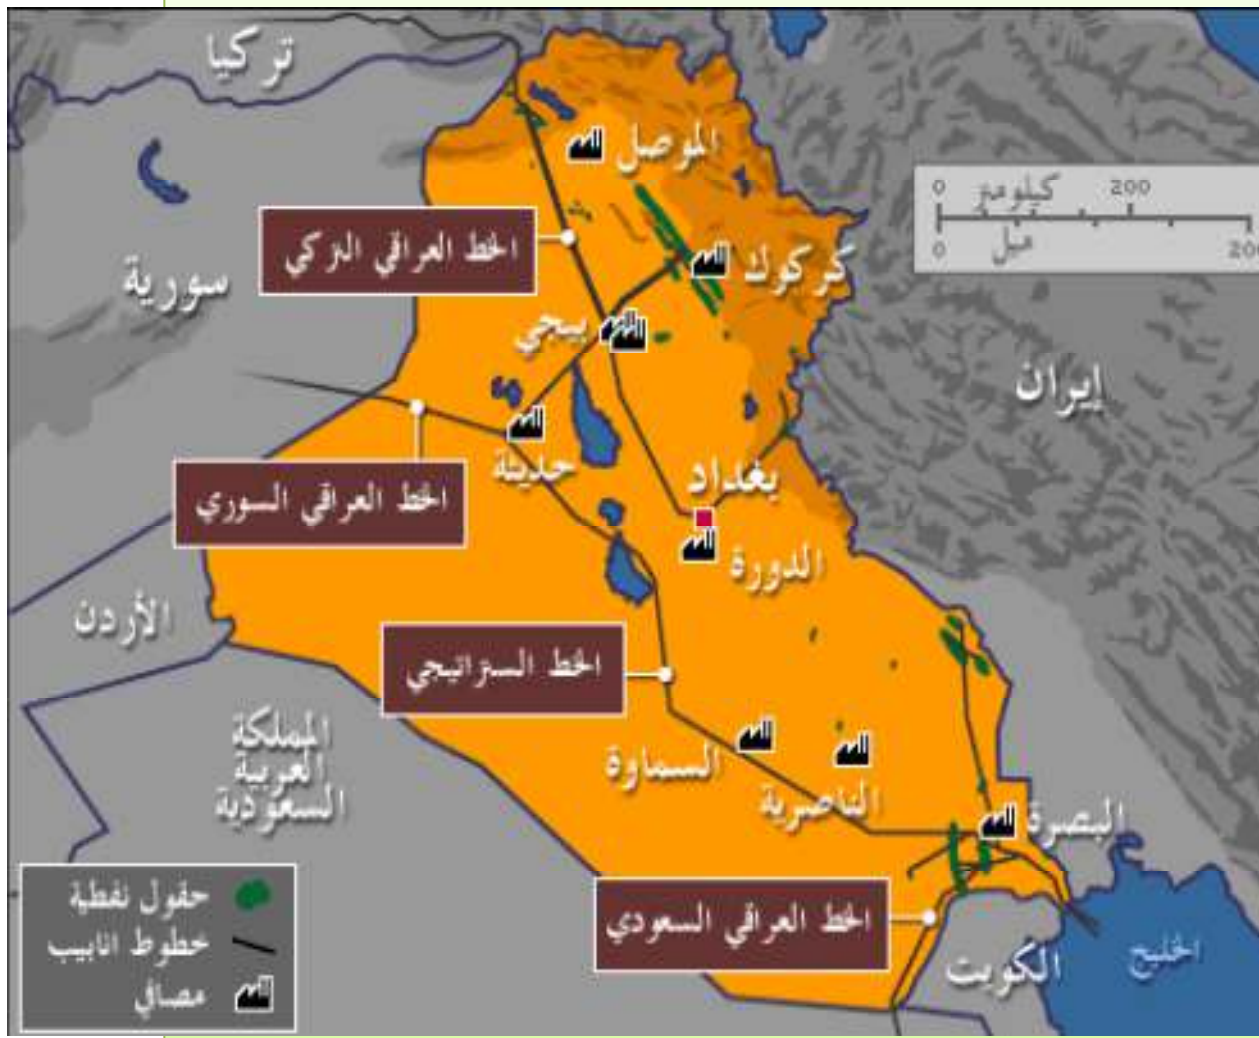 تركيا
الموصل
0 كيلومتر 200
0 ميل 200
الخط العراقي التركي
كركوك
سورية
بيجي
إيران
حديثة
بغداد
الخط العراقي السوري
الدورة
الأردن
الخط الستراتيجي
المملكة
العربية
السعودية
السماوة
الناصرية
البصرة
الخط العراقي السعودي
الكويت
الخليج
حقول نفطية
خطوط انابيب
مصافي